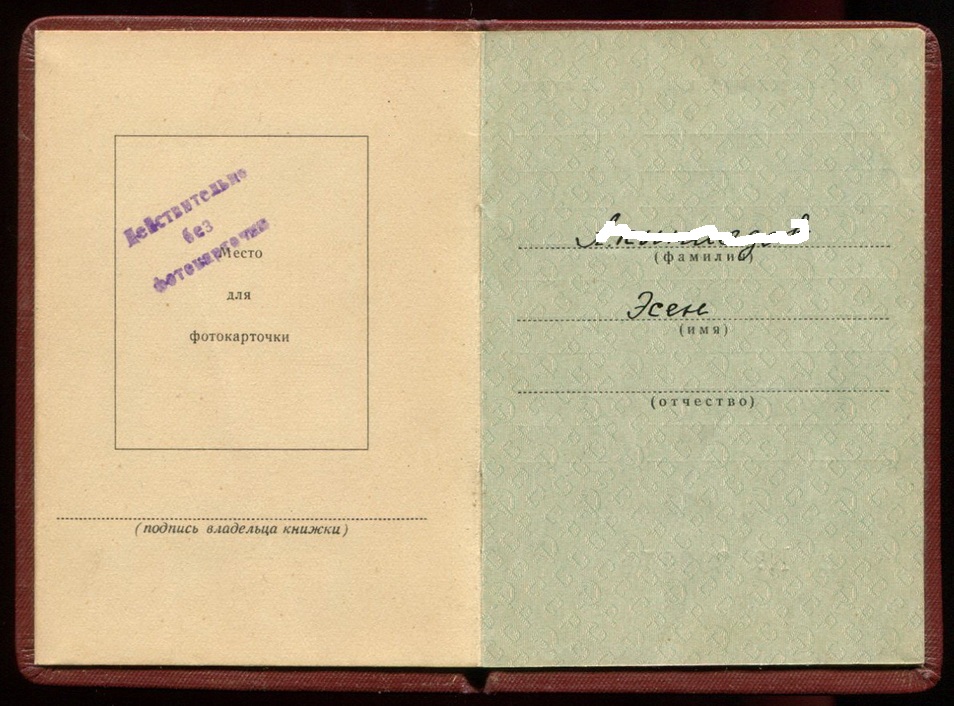 Действительно
без
фотокарточки
Место
для
фотокарточки
(подпись владельца книжки)
(фамилия)
Эсен
(имя)
(отчество)